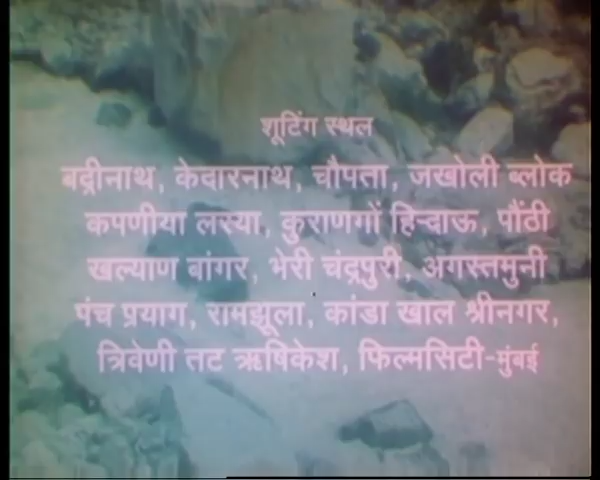 शूटिंग स्थल
बद्रीनाथ, केदारनाथ, चौपता, जखोली ब्लोक
कपणीया लस्या, कुराणगों हिन्दाऊ, पौंठी
खल्याण बांगर, भेरी चंद्रपुरी, अगस्तमुनी
पंच प्रयाग, रामझूला, कांडा खाल श्रीनगर,
त्रिवेणी तट ऋषिकेश, फिल्मसिटी-मुंबई